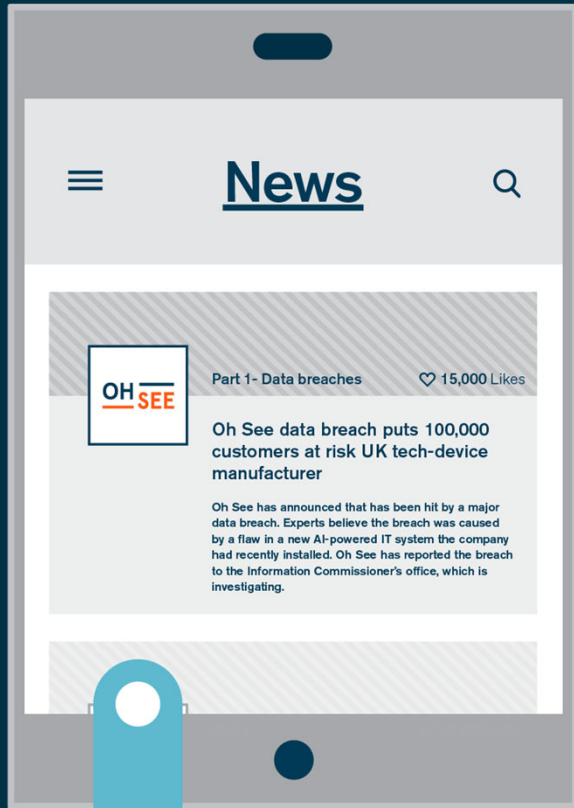 News
OH
SEE
Part 1- Data breaches
15,000 Likes
Oh See data breach puts 100,000
customers at risk UK tech-device
manufacturer
Oh See has announced that has been hit by a major
data breach. Experts believe the breach was caused
by a flaw in a new AI-powered IT system the company
had recently installed. Oh See has reported the breach
to the Information Commissioner's office, which is
investigating.